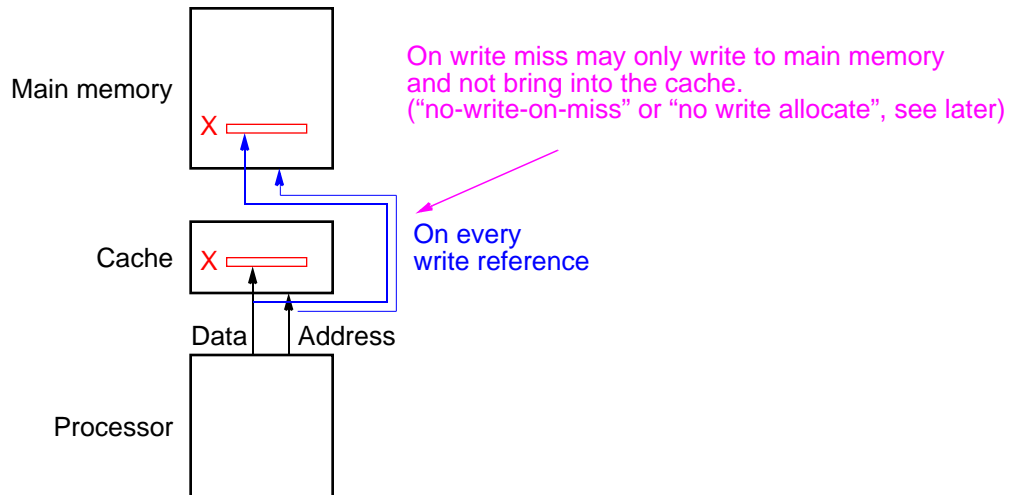 On write miss may only write to main memory
and not bring into the cache.
(“no-write-on-miss” or “no write allocate”, see later)
Main memory
X
Cache
X
On every
write reference
Data
Address
Processor